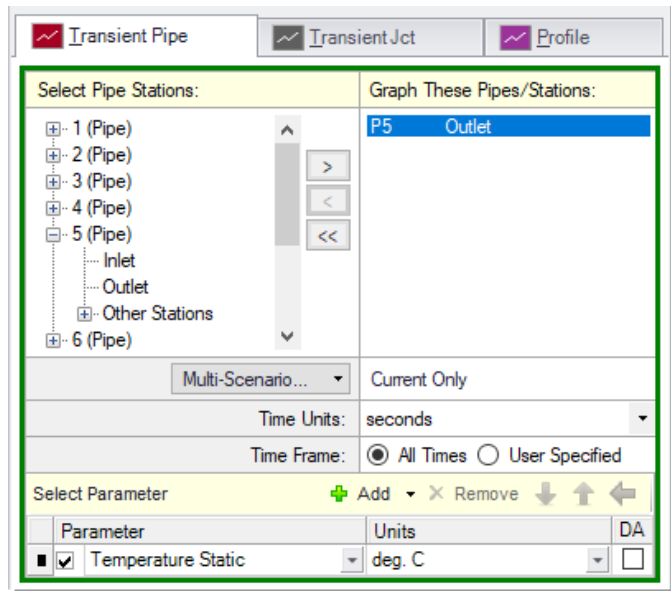 Transient Pipe
Transient Jct
Profile
Select Pipe Stations:
Graph These Pipes/Stations:
1 (Pipe)
2 (Pipe)
3 (Pipe)
4 (Pipe)
5 (Pipe)
Inlet
Outlet
Other Stations
6 (Pipe)
>
<
<<
P5 Outlet
Multi-Scenario... Current Only
Time Units: seconds
Time Frame: All Times User Specified
Select Parameter Add Remove
Parameter Units DA
Temperature Static deg. C